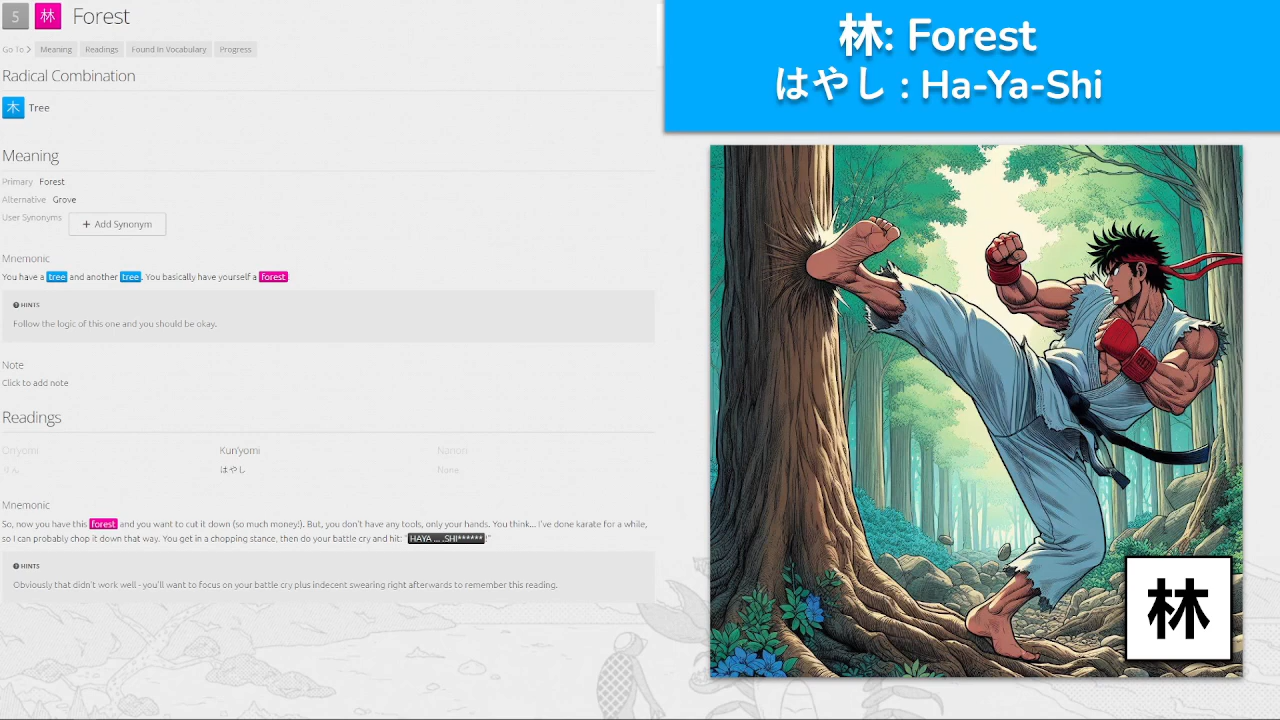 5 林 Forest
Go To Meaning Readings Found In Vocabulary Progress
Radical Combination
木 Tree
Meaning
Primary Forest
Alternative Grove
User Synonyms + Add Synonym
Mnemonic
You have a tree and another tree. You basically have yourself a forest.
HINTS
Follow the logic of this one and you should be okay.
Note
Click to add note
Readings
On'yomi Kun'yomi Nanori
りん はやし None
Mnemonic
So, now you have this forest and you want to cut it down (so much money!). But, you don't have any tools, only your hands. You think... I've done karate for a while,
so I can probably chop it down that way. You get in a chopping stance, then do your battle cry and hit: "HAYA ... .SHI******!"
HINTS
Obviously that didn't work well - you'll want to focus on your battle cry plus indecent swearing right afterwards to remember this reading.
林: Forest
はやし : Ha-Ya-Shi
林